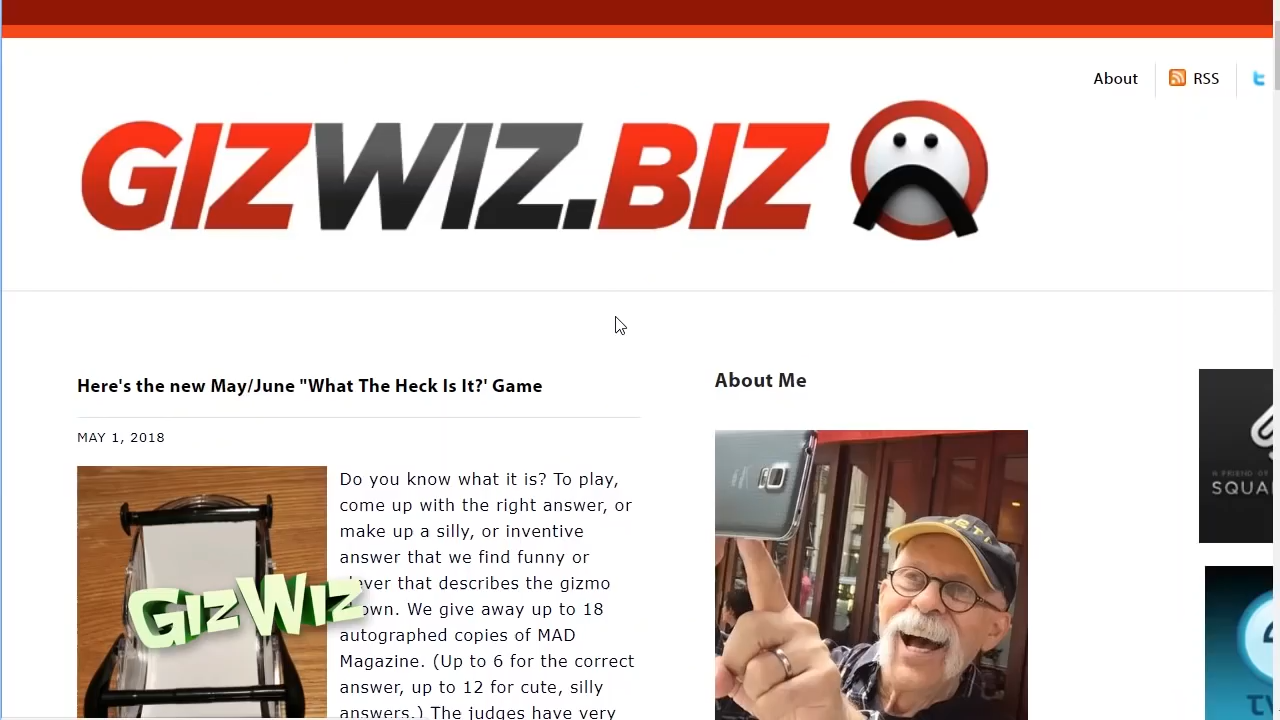 About
RSS
GIZWIZ.BIZ
Here's the new May/June "What The Heck Is It?' Game
MAY 1, 2018
Do you know what it is? To play,
come up with the right answer, or
make up a silly, or inventive
answer that we find funny or
that describes the gizmo
We give away up to 18
autographed copies of MAD
Magazine. (Up to 6 for the correct
answer, up to 12 for cute, silly
answers.) The judges have very
GIZWIZ
About Me
A FRIEND OF
SQUA
TW